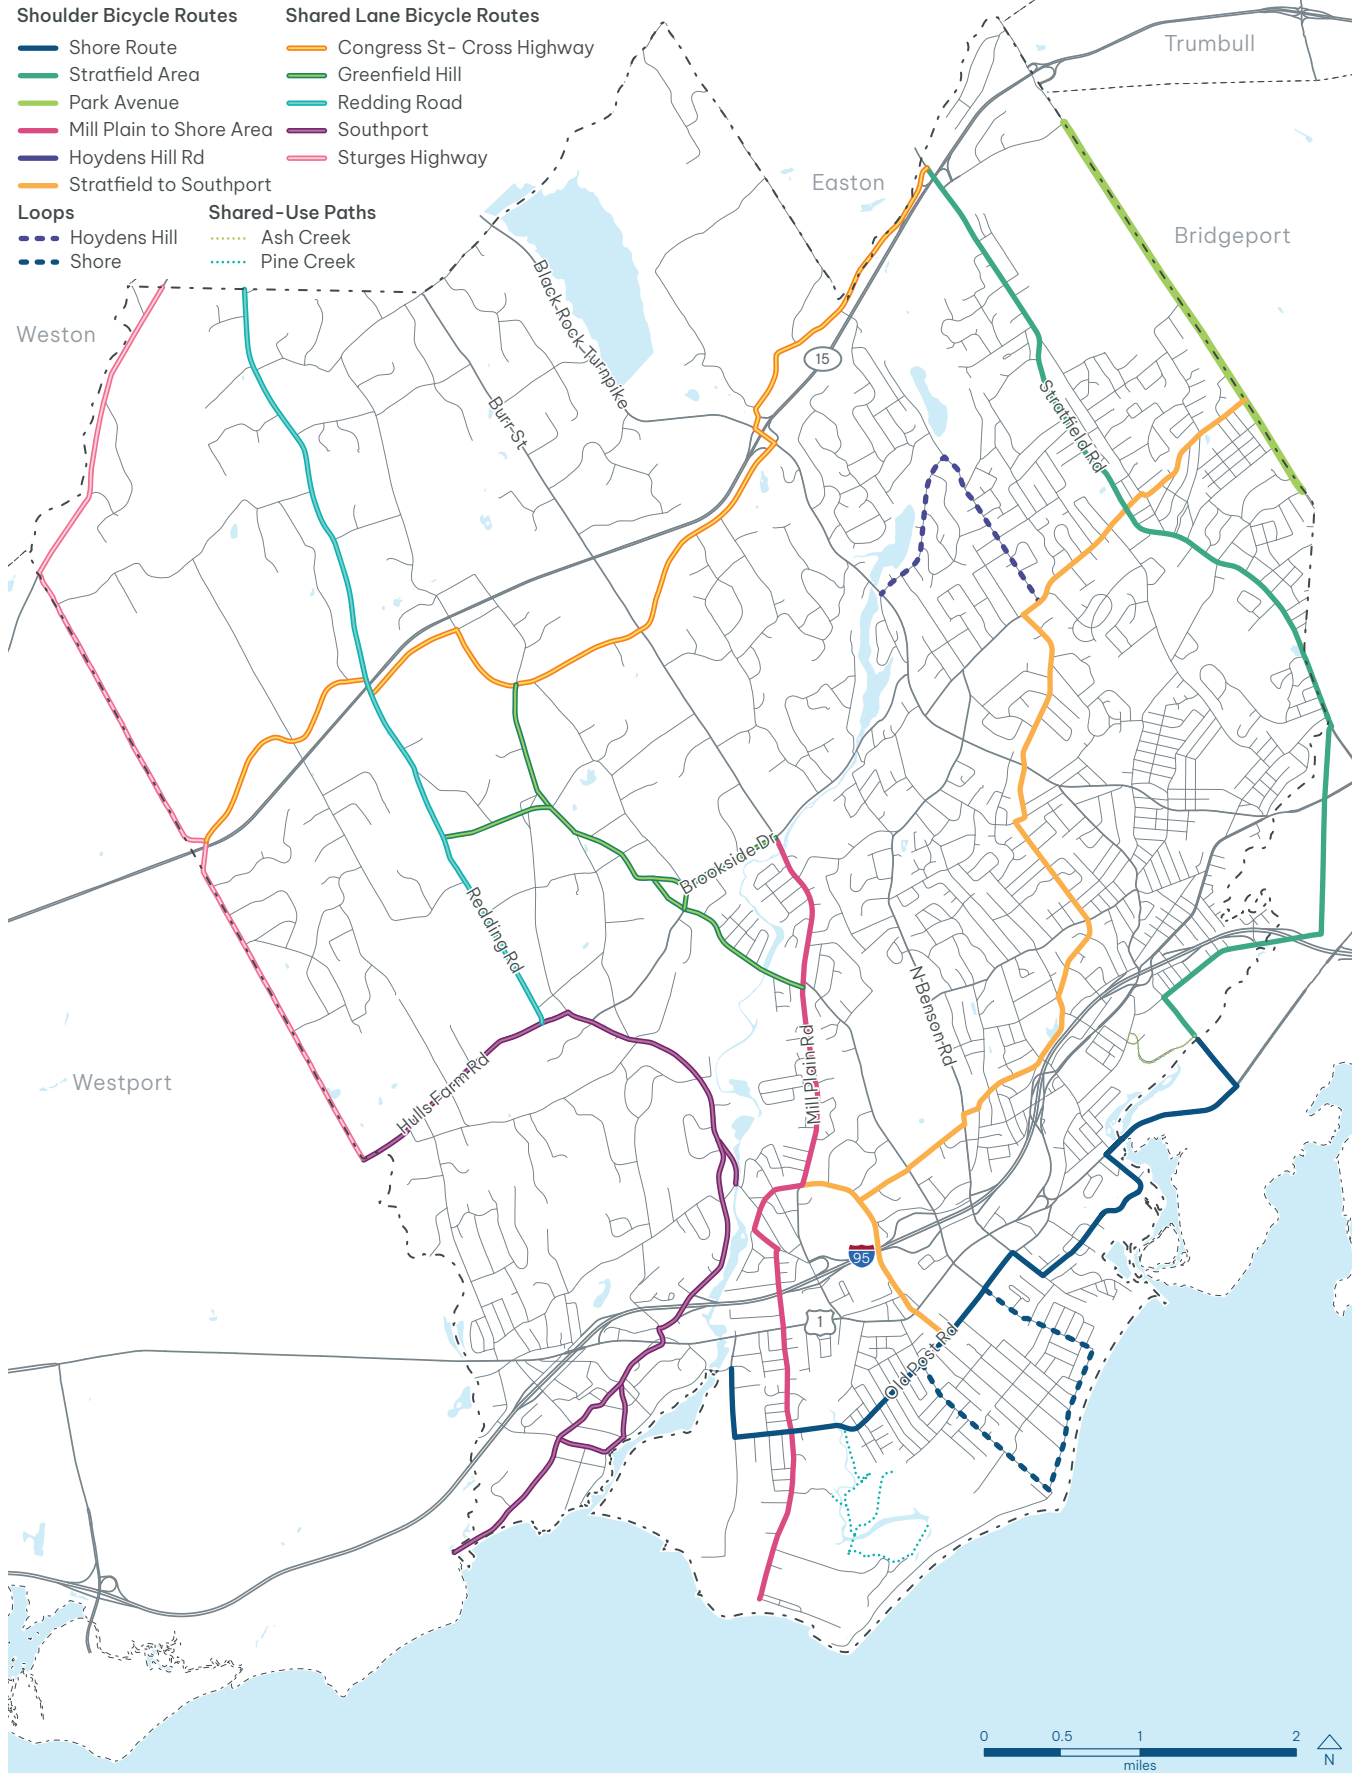 Shoulder Bicycle Routes
Shore Route
Stratfield Area
Park Avenue
Mill Plain to Shore Area
Hoydens Hill Rd
Stratfield to Southport
Shared Lane Bicycle Routes
Congress St- Cross Highway
Greenfield Hill
Redding Road
Southport
Sturges Highway
Loops
Hoydens Hill
Shore
Shared-Use Paths
Ash Creek
Pine Creek
Trumbull
Easton
Bridgeport
Weston
Westport
Black Rock Turnpike
Burr St
15
Stratfield Rd
Brookside Dr
Redding Rd
N Benson Rd
Mill Plain Rd
Hulls Farm Rd
95
1
Old Post Rd
0 0.5 1 2
miles
N